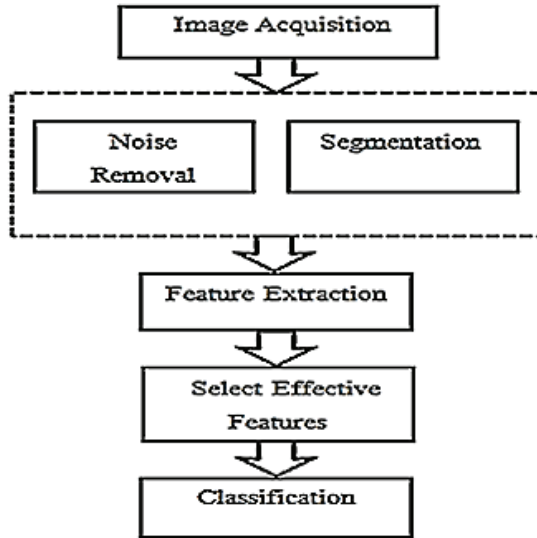 Image Acquisition
Noise
Removal
Segmentation
Feature Extraction
Select Effective
Features
Classification